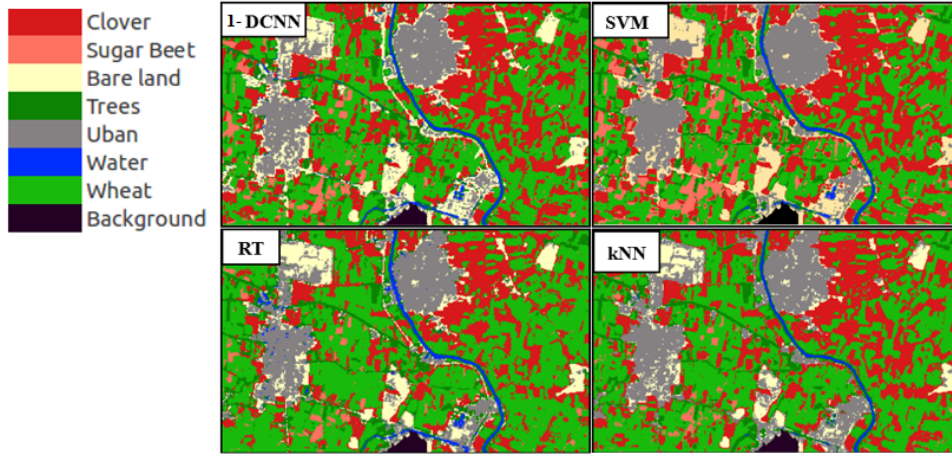 Clover
Sugar Beet
Bare land
Trees
Uban
Water
Wheat
Background
1- DCNN
SVM
RT
kNN